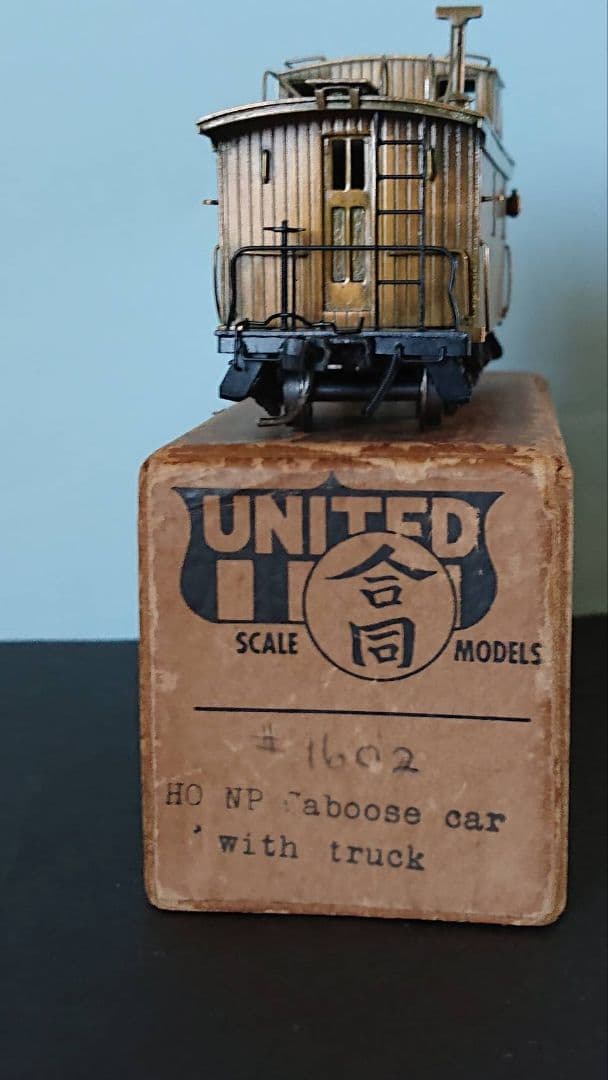 UNITED
合同
SCALE MODELS
# 1602
HO NP Caboose car
with truck